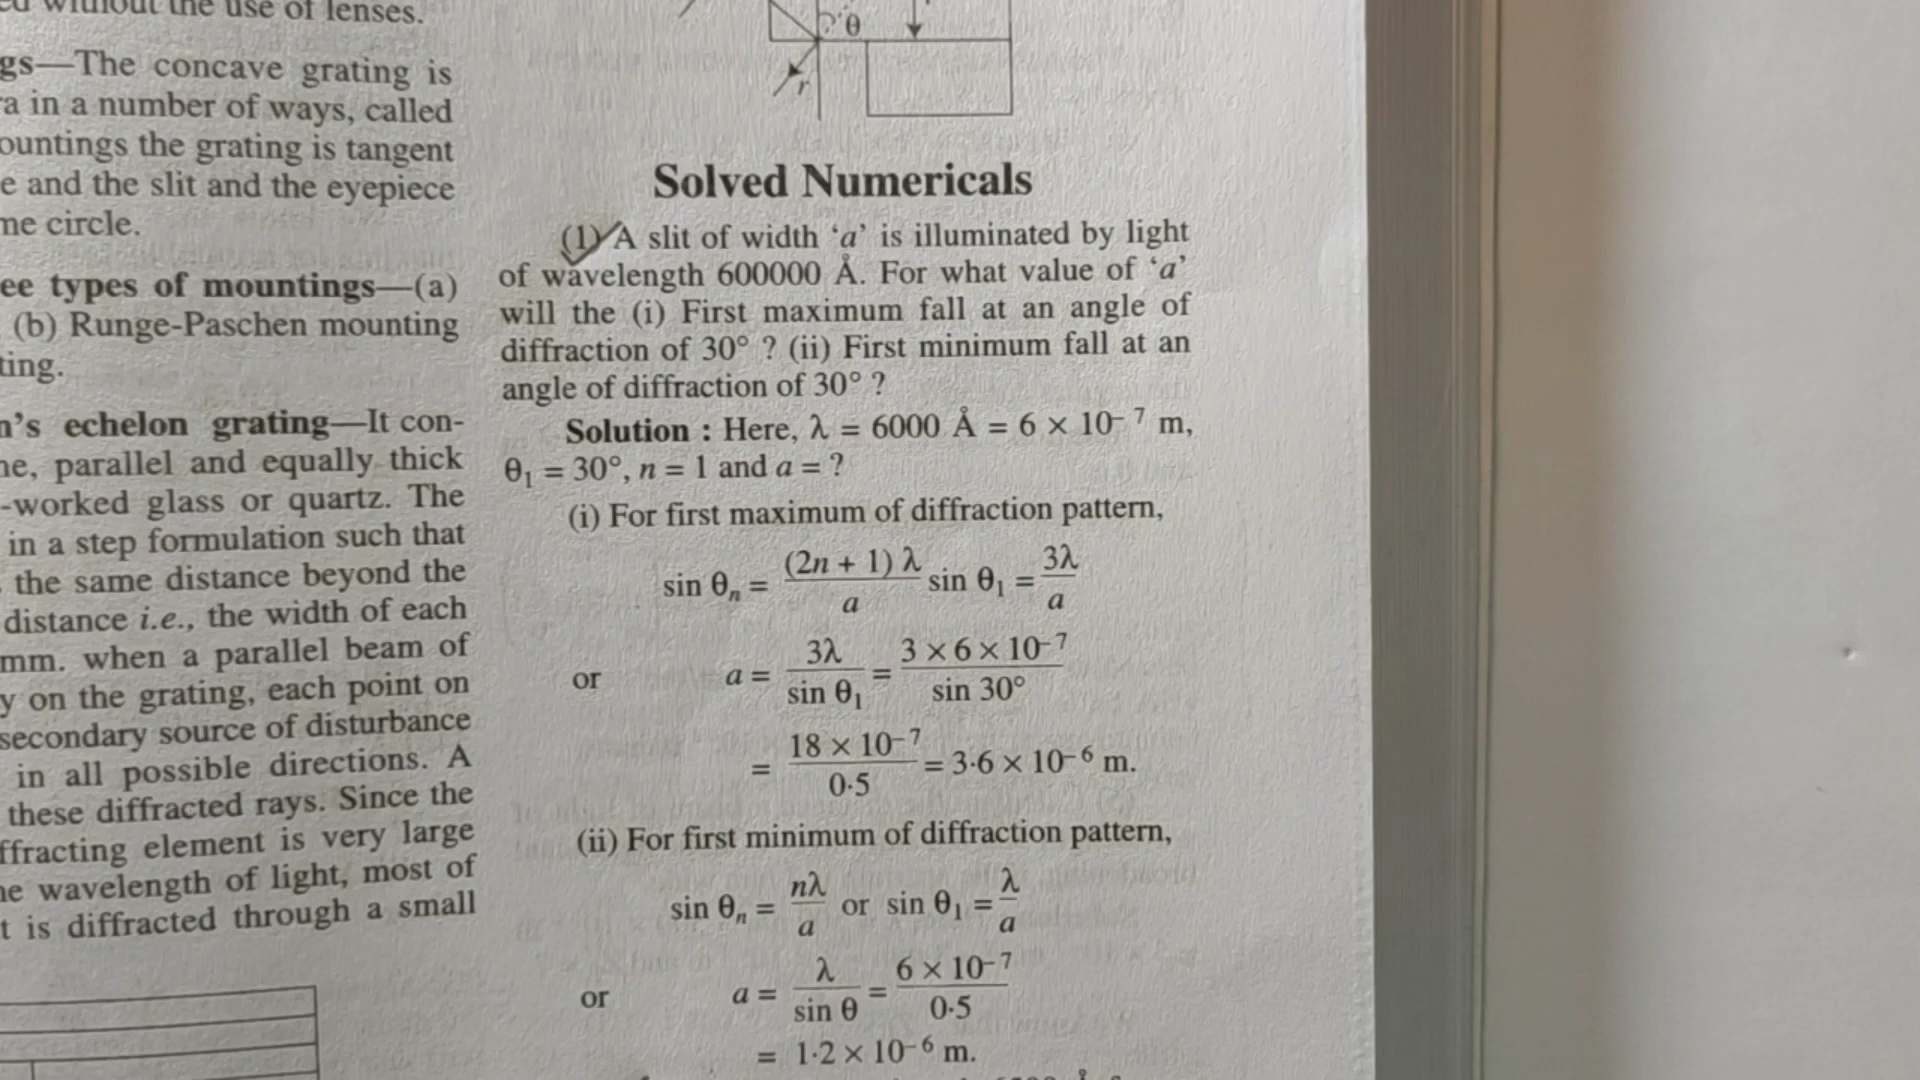 without the use of lenses.
gs—The concave grating is
a in a number of ways, called
ountings the grating is tangent
e and the slit and the eyepiece
me circle.
ee types of mountings—(a)
(b) Runge-Paschen mounting
ting.
n's echelon grating—It con-
ne, parallel and equally thick
-worked glass or quartz. The
in a step formulation such that
the same distance beyond the
distance i.e., the width of each
mm. when a parallel beam of
y on the grating, each point on
secondary source of disturbance
in all possible directions. A
these diffracted rays. Since the
ffracting element is very large
he wavelength of light, most of
t is diffracted through a small
θ
r
Solved Numericals
(1) A slit of width ‘a’ is illuminated by light
of wavelength 600000 Å. For what value of ‘a’
will the (i) First maximum fall at an angle of
diffraction of 30° ? (ii) First minimum fall at an
angle of diffraction of 30° ?
Solution : Here, λ = 6000 Å = 6 × 10⁻⁷ m,
θ₁ = 30°, n = 1 and a = ?
(i) For first maximum of diffraction pattern,
sin θₙ = (2n + 1) λ / a sin θ₁ = 3λ / a
or a = 3λ / sin θ₁ = 3 × 6 × 10⁻⁷ / sin 30°
= 18 × 10⁻⁷ / 0·5 = 3·6 × 10⁻⁶ m.
(ii) For first minimum of diffraction pattern,
sin θₙ = nλ / a or sin θ₁ = λ / a
or a = λ / sin θ = 6 × 10⁻⁷ / 0·5
= 1·2 × 10⁻⁶ m.